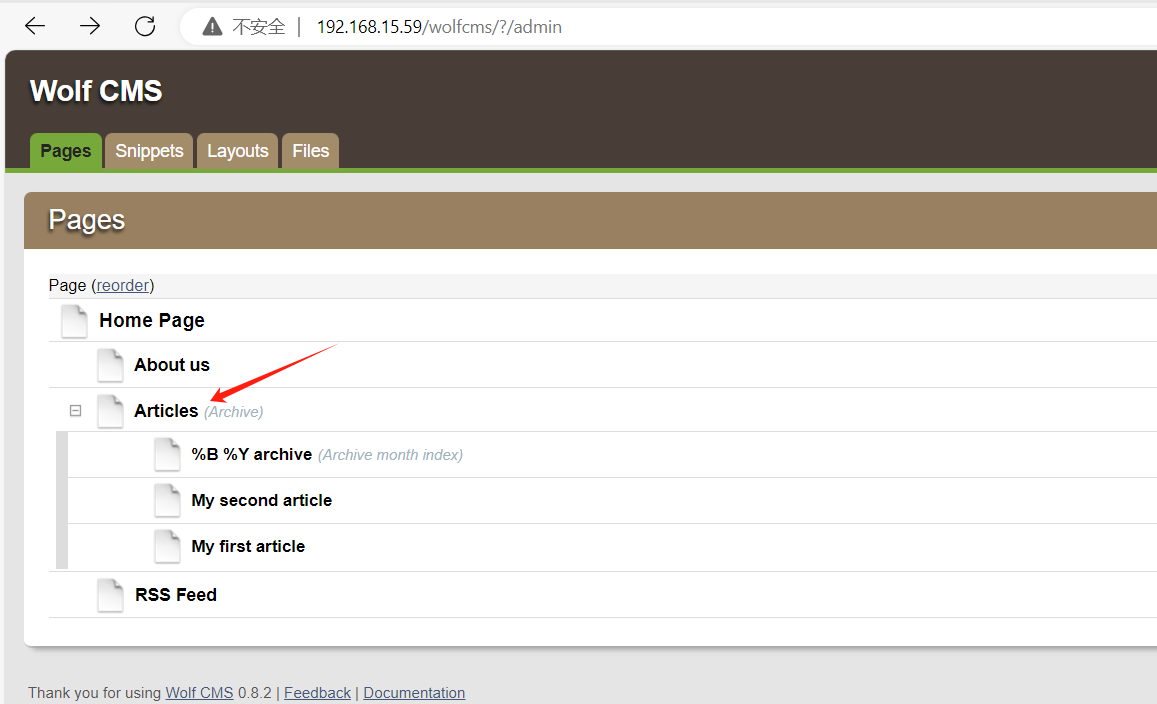 不安全 | 192.168.15.59/wolfcms/?/admin
Wolf CMS
Pages Snippets Layouts Files
Pages
Page (reorder)
Home Page
About us
Articles (Archive)
%B %Y archive (Archive month index)
My second article
My first article
RSS Feed
Thank you for using Wolf CMS 0.8.2 | Feedback | Documentation